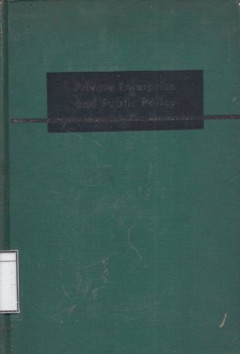 Private Enterprise
and Public Policy